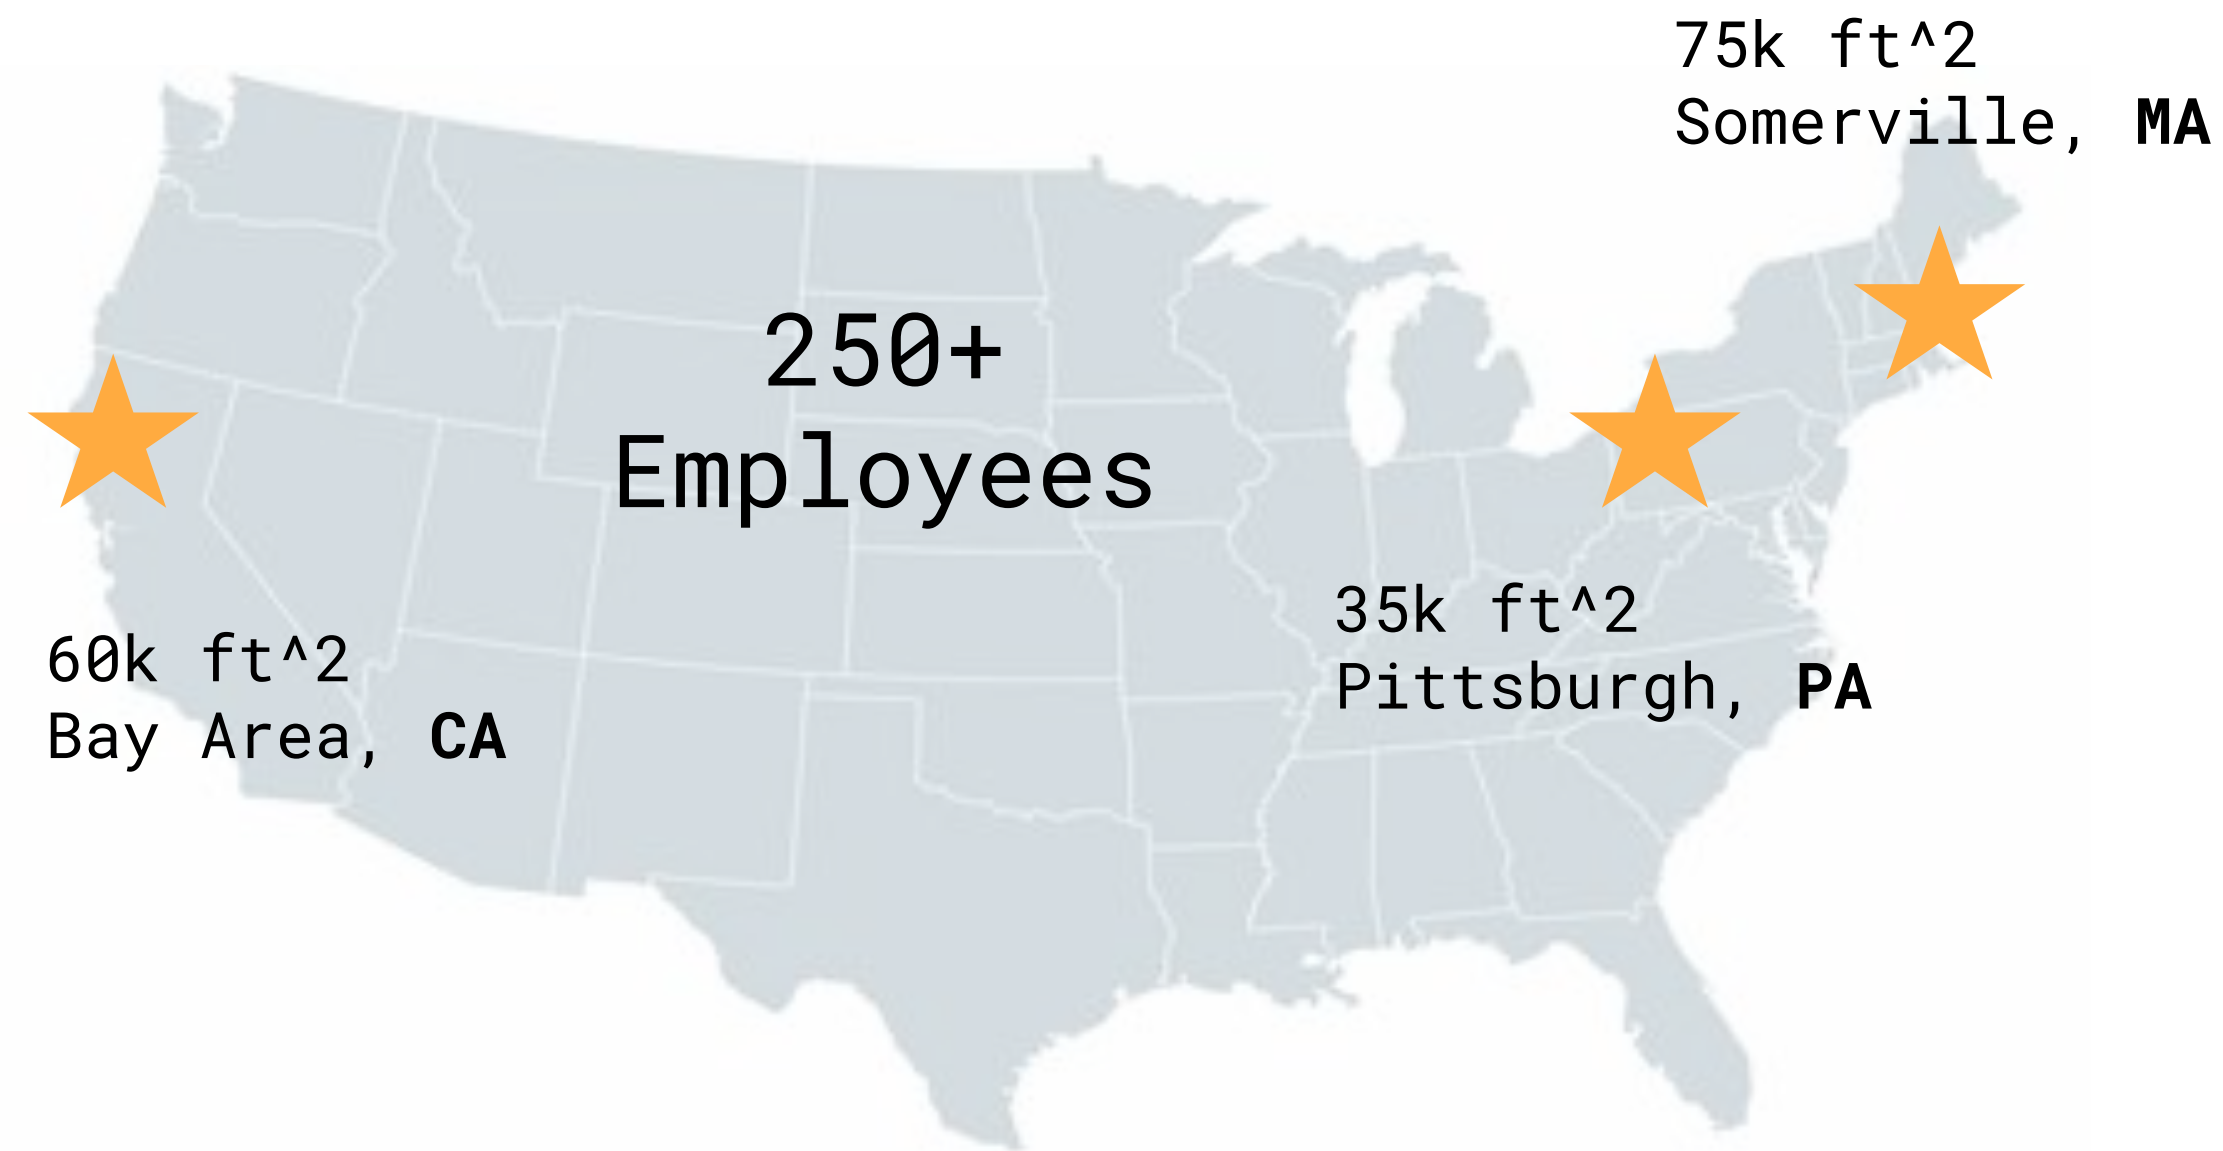 75k ft^2
Somerville, MA
250+
Employees
35k ft^2
Pittsburgh, PA
60k ft^2
Bay Area, CA